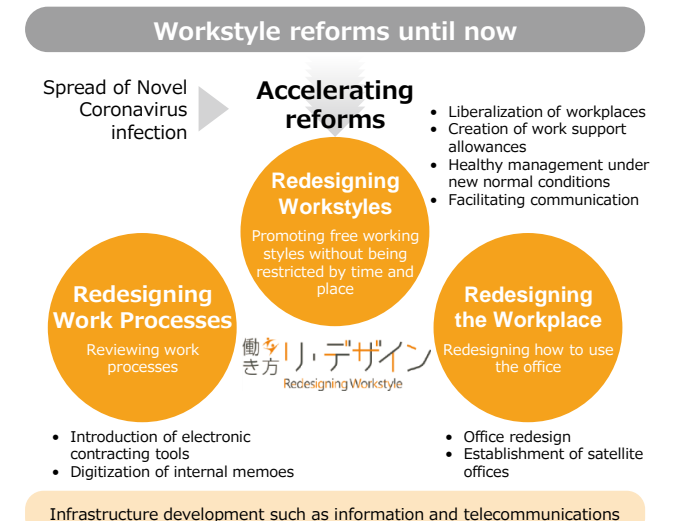 Workstyle reforms until now
Spread of Novel
Coronavirus
infection
Accelerating
reforms
• Liberalization of workplaces
• Creation of work support
allowances
• Healthy management under
new normal conditions
• Facilitating communication
Redesigning
Workstyles
Promoting free working
styles without being
restricted by time and
place
Redesigning
Work Processes
Reviewing work
processes
Redesigning
the Workplace
Redesigning how to use
the office
働き方を
リ・デザイン
Redesigning Workstyle
• Introduction of electronic
contracting tools
• Digitization of internal memoes
• Office redesign
• Establishment of satellite
offices
Infrastructure development such as information and telecommunications